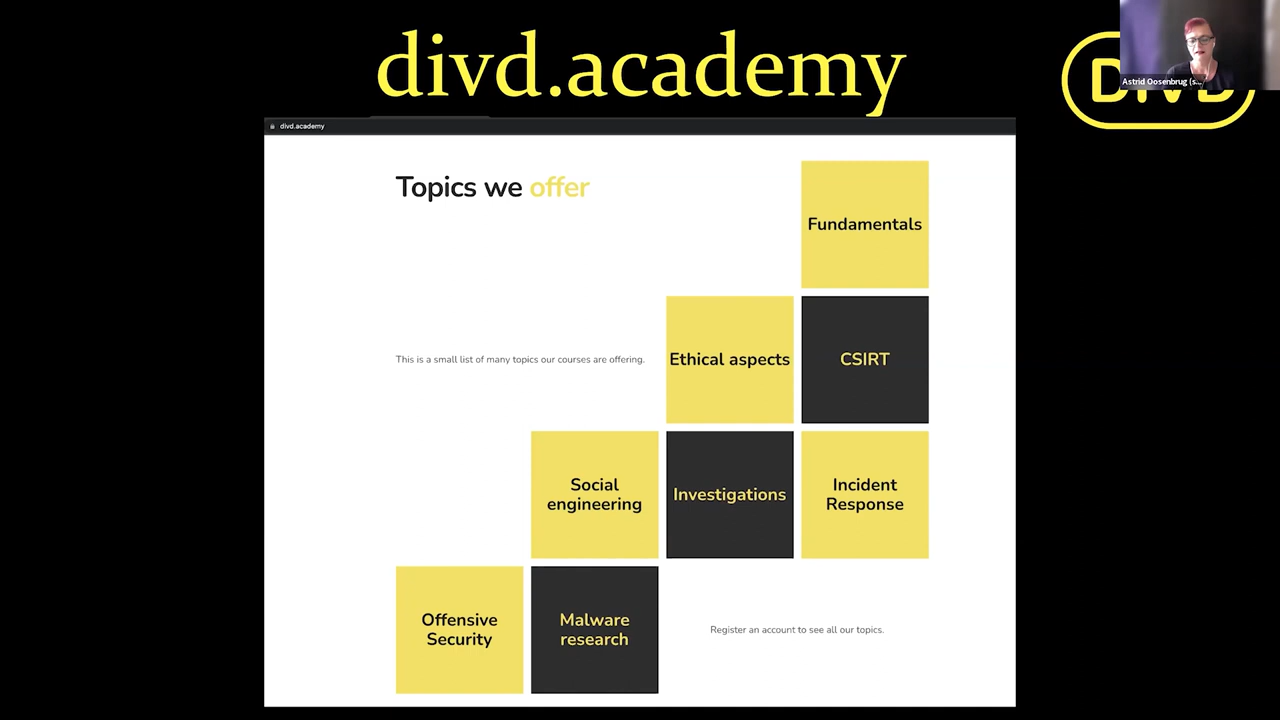 divd.academy
DIVD
Astrid Oosenbrug (s...
divd.academy
Topics we offer
Fundamentals
This is a small list of many topics our courses are offering.
Ethical aspects
CSIRT
Social
engineering
Investigations
Incident
Response
Offensive
Security
Malware
research
Register an account to see all our topics.